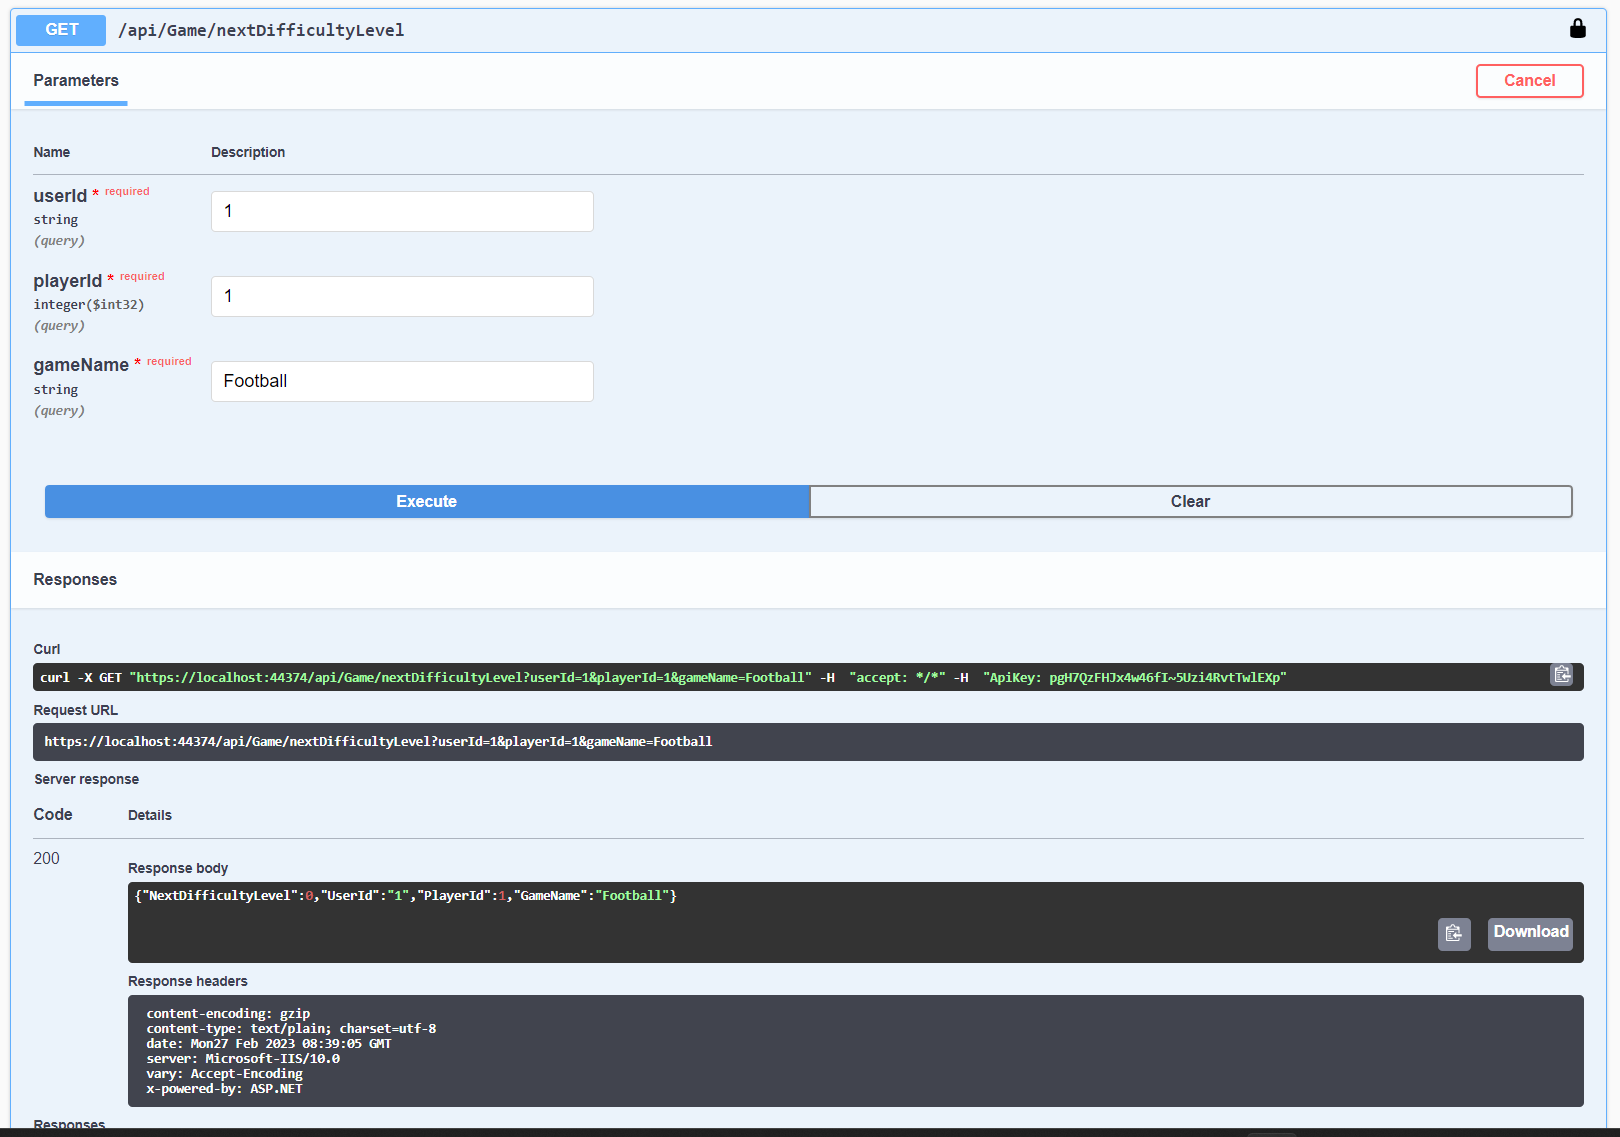 GET /api/Game/nextDifficultyLevel
Parameters
Cancel
Name Description
userId * required
string
(query)
1
playerId * required
integer($int32)
(query)
1
gameName * required
string
(query)
Football
Execute Clear
Responses
Curl
curl -X GET "https://localhost:44374/api/Game/nextDifficultyLevel?userId=1&playerId=1&gameName=Football" -H  "accept: */*" -H  "ApiKey: pgH7QzFHJx4w46fI~5Uzi4RvtTwlEXp"
Request URL
https://localhost:44374/api/Game/nextDifficultyLevel?userId=1&playerId=1&gameName=Football
Server response
Code Details
200
Response body
{"NextDifficultyLevel":0,"UserId":"1","PlayerId":1,"GameName":"Football"}
Download
Response headers
content-encoding: gzip
content-type: text/plain; charset=utf-8
date: Mon27 Feb 2023 08:39:05 GMT
server: Microsoft-IIS/10.0
vary: Accept-Encoding
x-powered-by: ASP.NET
Responses